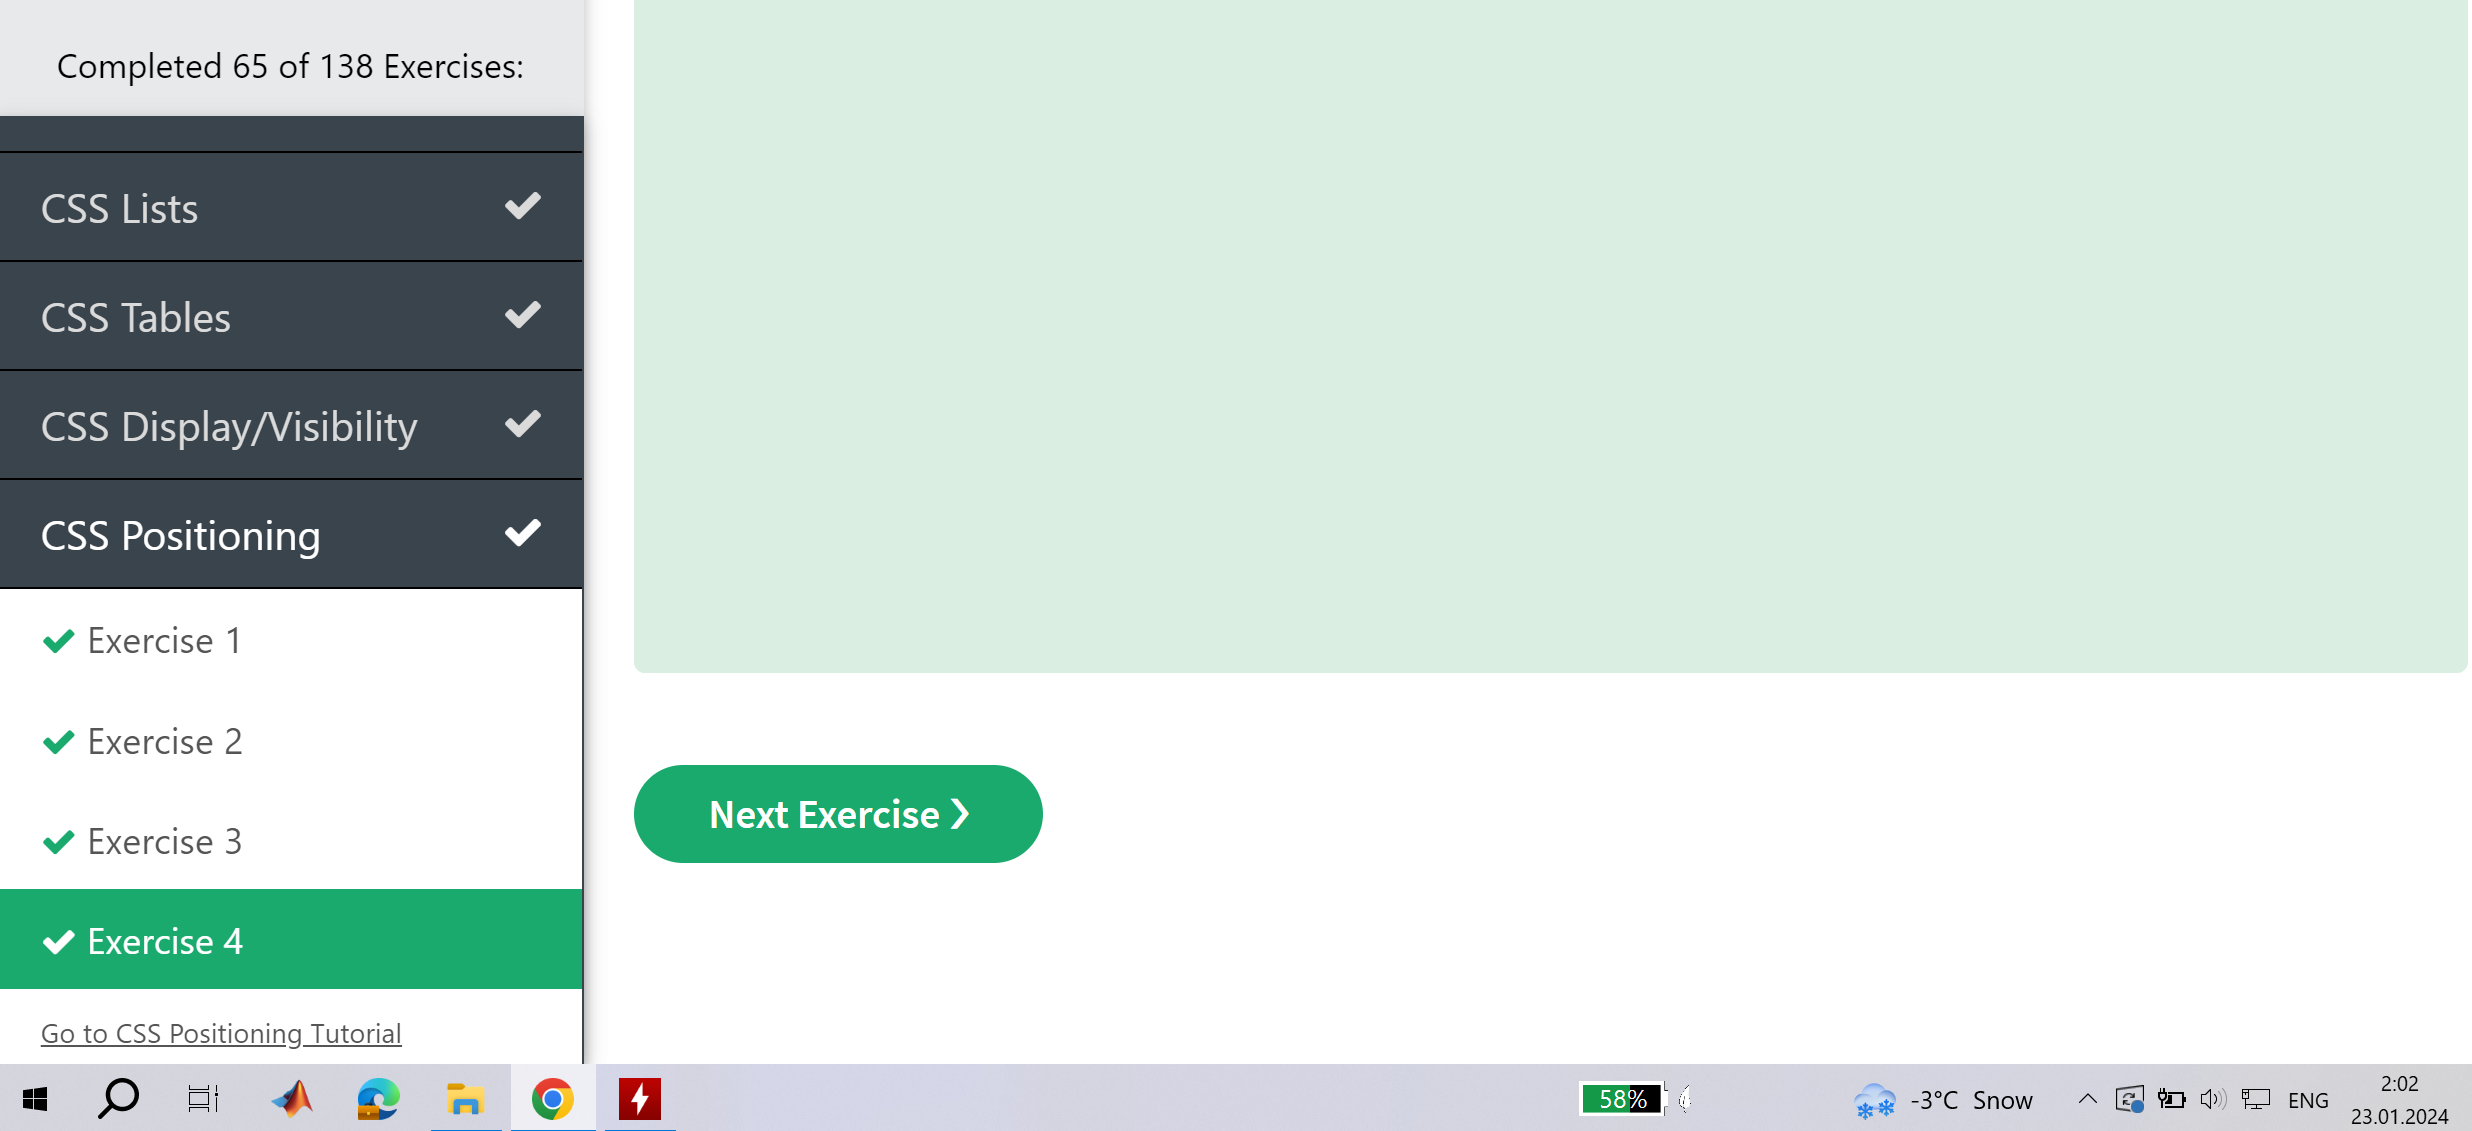 Completed 65 of 138 Exercises:
CSS Lists
CSS Tables
CSS Display/Visibility
CSS Positioning
Exercise 1
Exercise 2
Exercise 3
Exercise 4
Go to CSS Positioning Tutorial
Next Exercise ❯
58%
-3°C Snow
ENG
2:02
23.01.2024